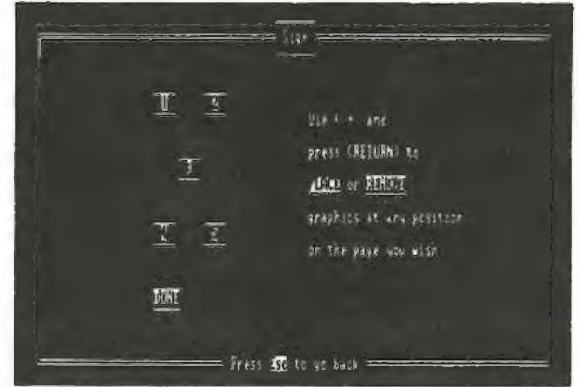 Sign
3
Use ← → and
press (RETURN) to
or REMOVE
graphics at any position
on the page you wish
DONE
Press Esc to go back